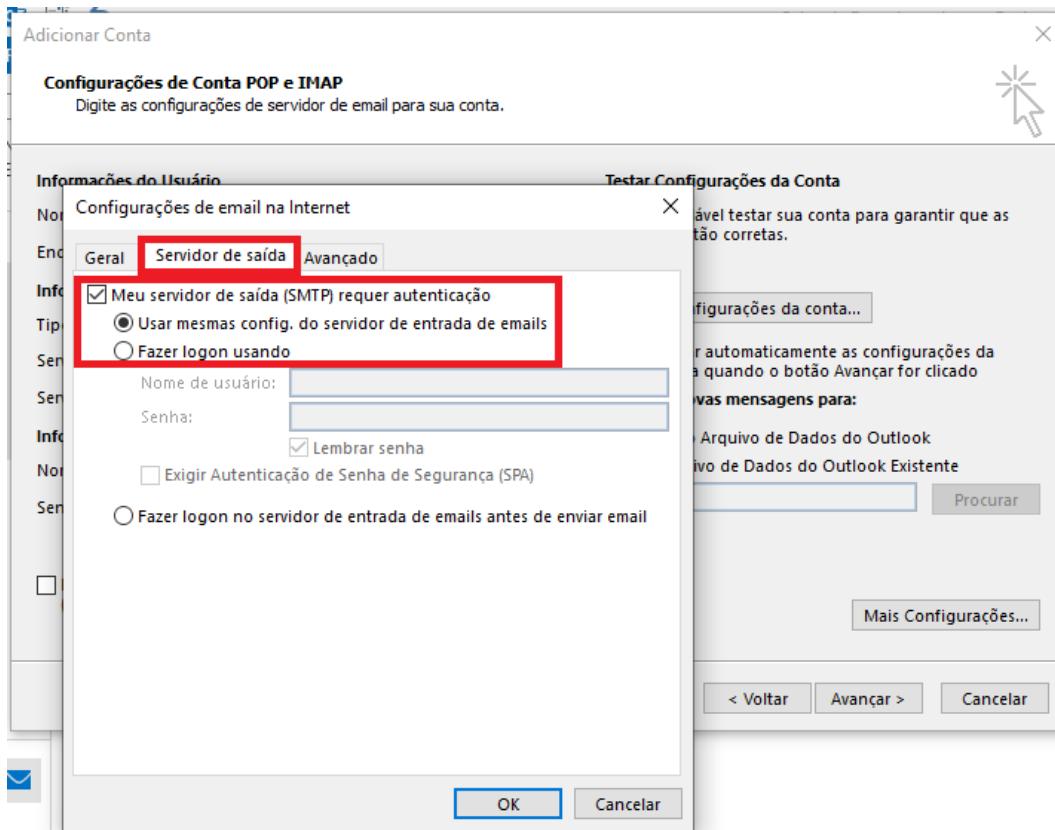 Adicionar Conta
Configurações de Conta POP e IMAP
Digite as configurações de servidor de email para sua conta.
Informações do Usuário
Testar Configurações da Conta
Configurações de email na Internet
ável testar sua conta para garantir que as
tão corretas.
Geral
Servidor de saída
Avançado
Meu servidor de saída (SMTP) requer autenticação
Usar mesmas config. do servidor de entrada de emails
figurações da conta...
Fazer logon usando
r automaticamente as configurações da
a quando o botão Avançar for clicado
Nome de usuário:
ovas mensagens para:
Senha:
Arquivo de Dados do Outlook
Lembrar senha
ivo de Dados do Outlook Existente
Exigir Autenticação de Senha de Segurança (SPA)
Procurar
Fazer logon no servidor de entrada de emails antes de enviar email
Mais Configurações...
< Voltar
Avançar >
Cancelar
OK
Cancelar